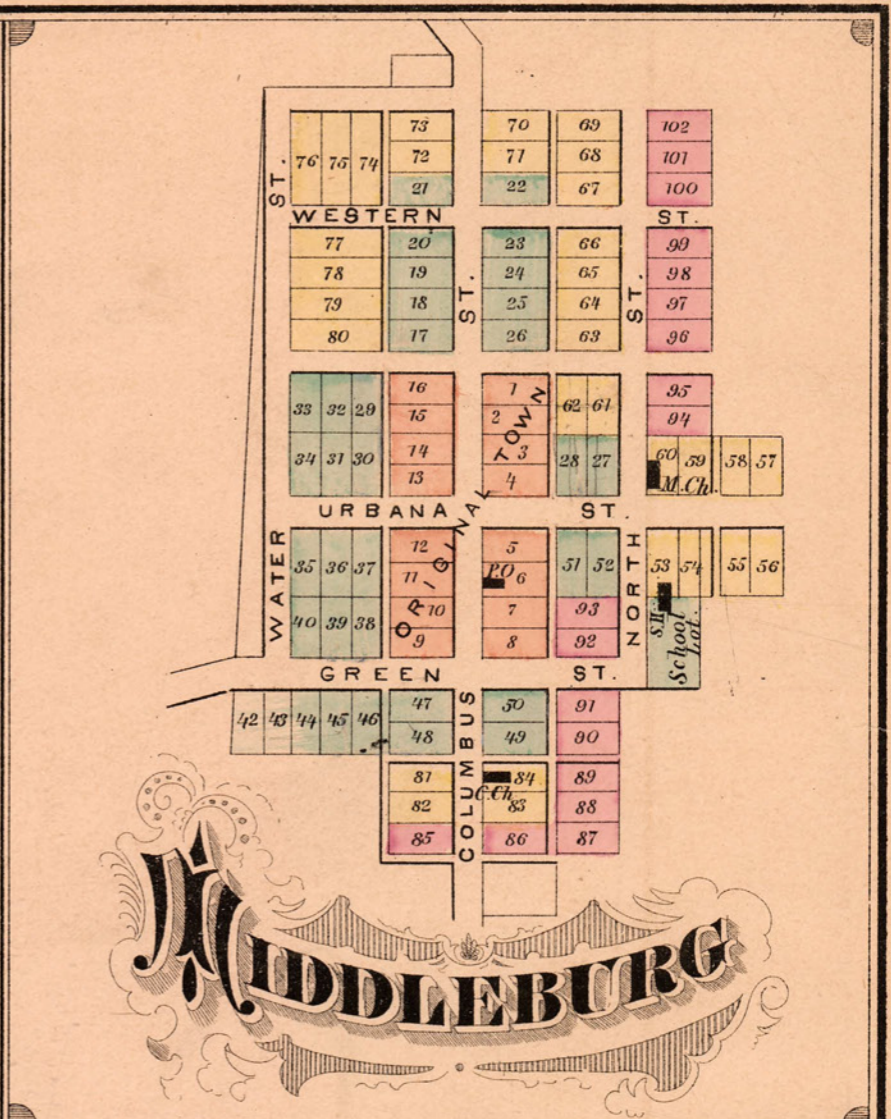 73 70 69 102
76 75 74 72 71 68 101
21 22 67 100
WESTERN ST.
77 20 23 66 99
78 19 24 65 98
79 18 25 64 97
80 17 26 63 96
16 1 95
33 32 29 15 2 62 61 94
34 31 30 14 3 28 27 60 59 58 57
13 4 M.Ch.
URBANA ST.
12 5
35 36 37 11 P.O 6 51 52 53 54 55 56
40 39 38 10 7 93 S.H
9 8 92 School Lot.
GREEN ST.
42 43 44 45 46 47 50 91
48 49 90
81 84 89
82 C.Ch 83 88
85 86 87
WATER ST.
COLUMBUS ST.
NORTH ST.
ORIGINAL TOWN
MIDDLEBURG